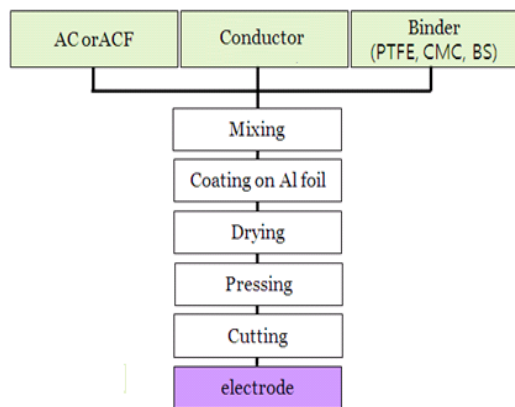 AC orACF
Conductor
Binder
(PTFE, CMC, BS)
Mixing
Coating on Al foil
Drying
Pressing
Cutting
electrode